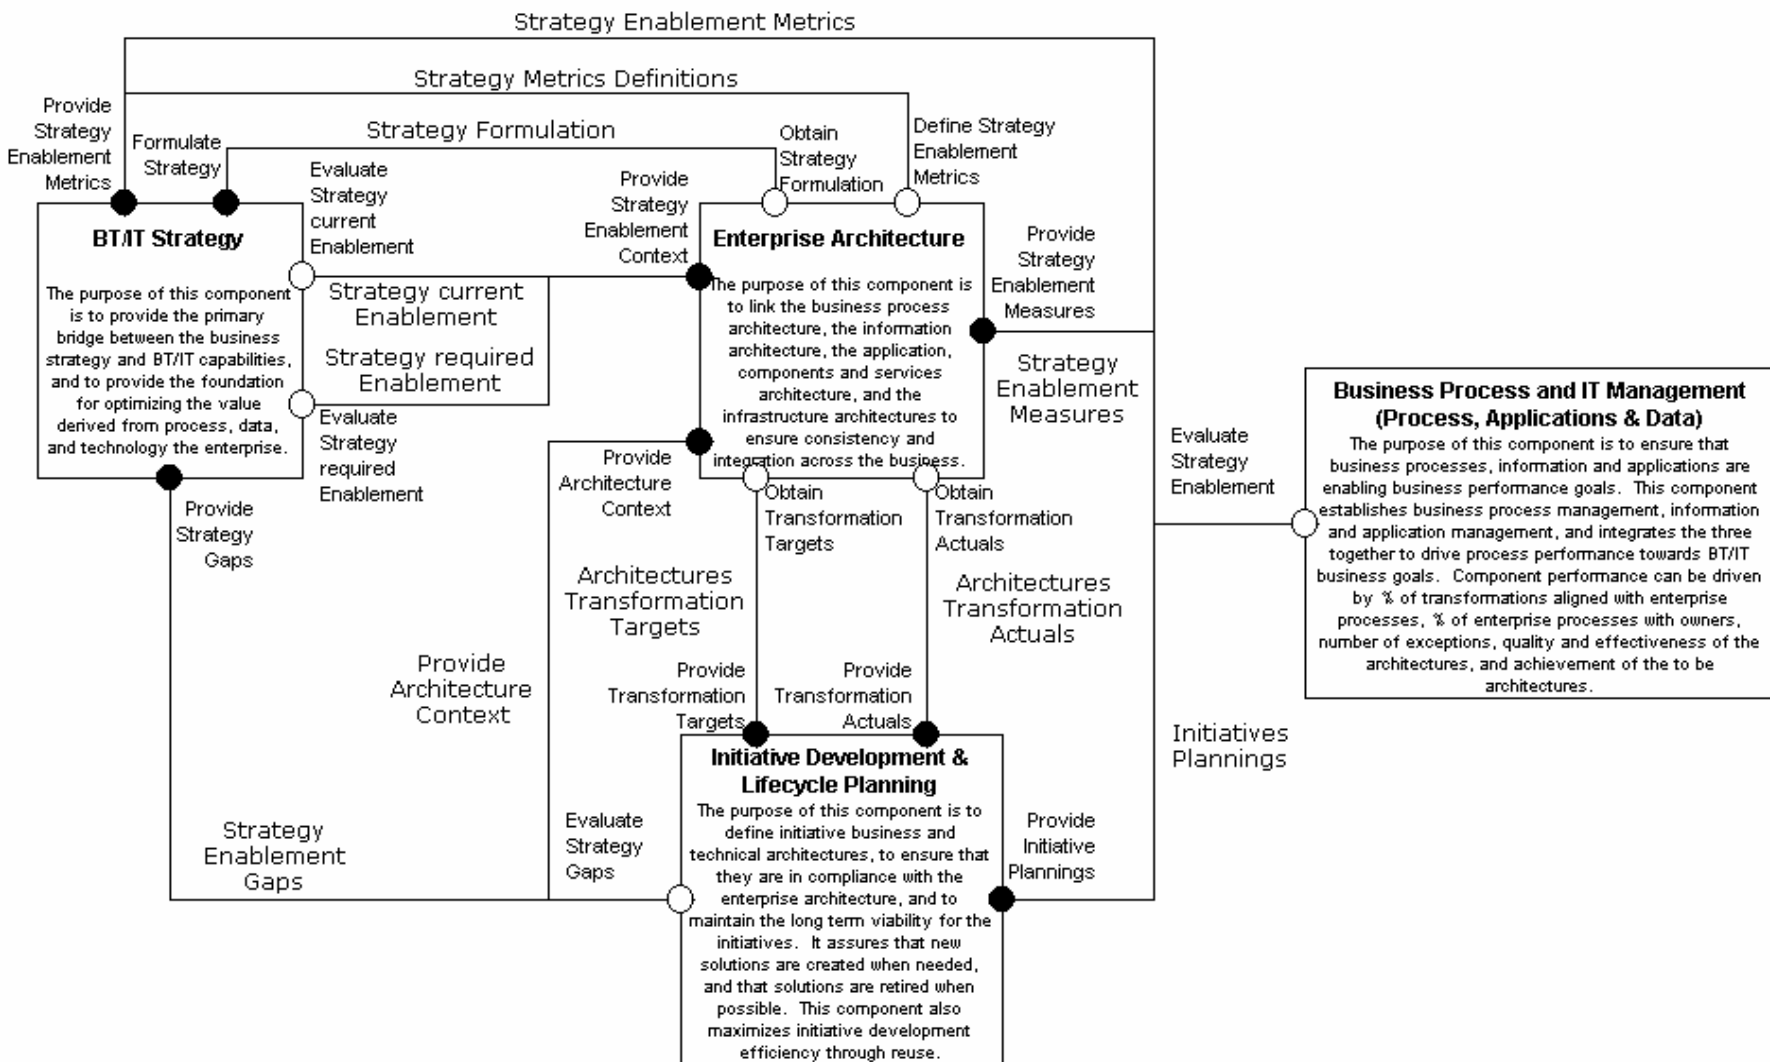 Strategy Enablement Metrics
Strategy Metrics Definitions
Strategy Formulation
Provide
Strategy
Enablement
Metrics
Formulate
Strategy
Evaluate
Strategy
current
Enablement
Provide
Strategy
Enablement
Context
Obtain
Strategy
Formulation
Define Strategy
Enablement
Metrics
BT/IT Strategy
The purpose of this component
is to provide the primary
bridge between the business
strategy and BT/IT capabilities,
and to provide the foundation
for optimizing the value
derived from process, data,
and technology the enterprise.
Strategy current
Enablement
Strategy required
Enablement
Evaluate
Strategy
required
Enablement
Provide
Strategy
Gaps
Enterprise Architecture
The purpose of this component is
to link the business process
architecture, the information
architecture, the application,
components and services
architecture, and the
infrastructure architectures to
ensure consistency and
integration across the business.
Provide
Strategy
Enablement
Measures
Strategy
Enablement
Measures
Provide
Architecture
Context
Obtain
Transformation
Targets
Obtain
Transformation
Actuals
Architectures
Transformation
Targets
Architectures
Transformation
Actuals
Evaluate
Strategy
Enablement
Business Process and IT Management
(Process, Applications & Data)
The purpose of this component is to ensure that
business processes, information and applications are
enabling business performance goals. This component
establishes business process management, information
and application management, and integrates the three
together to drive process performance towards BT/IT
business goals. Component performance can be driven
by % of transformations aligned with enterprise
processes, % of enterprise processes with owners,
number of exceptions, quality and effectiveness of the
architectures, and achievement of the to be
architectures.
Provide
Architecture
Context
Provide
Transformation
Targets
Provide
Transformation
Actuals
Initiatives
Plannings
Strategy
Enablement
Gaps
Evaluate
Strategy
Gaps
Initiative Development &
Lifecycle Planning
The purpose of this component is to
define initiative business and
technical architectures, to ensure that
they are in compliance with the
enterprise architecture, and to
maintain the long term viability for the
initiatives. It assures that new
solutions are created when needed,
and that solutions are retired when
possible. This component also
maximizes initiative development
efficiency through reuse.
Provide
Initiative
Plannings